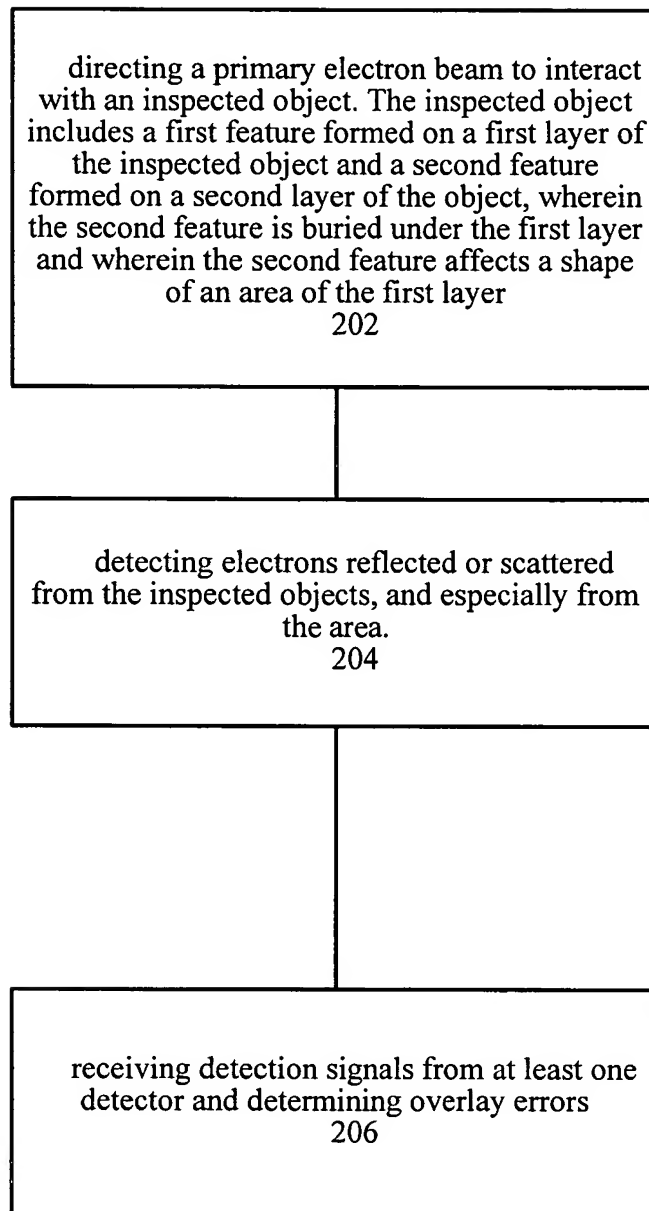 directing a primary electron beam to interact
with an inspected object. The inspected object
includes a first feature formed on a first layer of
the inspected object and a second feature
formed on a second layer of the object, wherein
the second feature is buried under the first layer
and wherein the second feature affects a shape
of an area of the first layer
202
detecting electrons reflected or scattered
from the inspected objects, and especially from
the area.
204
receiving detection signals from at least one
detector and determining overlay errors
206